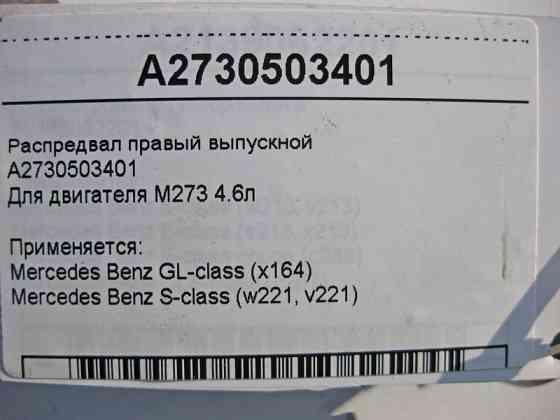 A2730503401
Распредвал правый выпускной
A2730503401
Для двигателя М273 4.6л
Применяется:
Mercedes Benz GL-class (x164)
Mercedes Benz S-class (w221, v221)